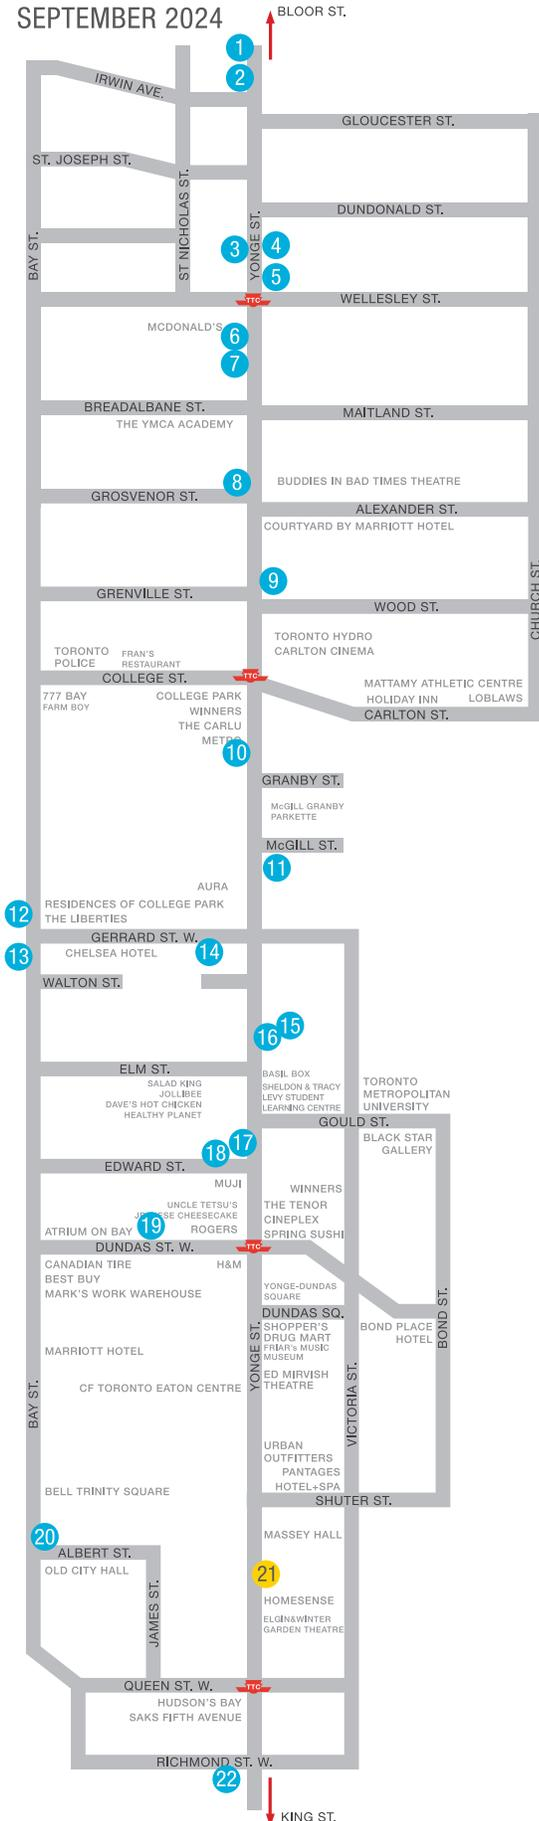 SEPTEMBER 2024
BLOOR ST.
1
2
IRWIN AVE.
GLOUCESTER ST.
ST. JOSEPH ST.
DUNDONALD ST.
BAY ST.
ST NICHOLAS ST.
YONGE ST.
3
4
5
TTC
WELLESLEY ST.
MCDONALD'S
6
7
BREADALBANE ST.
MAITLAND ST.
THE YMCA ACADEMY
8
BUDDIES IN BAD TIMES THEATRE
GROSVENOR ST.
ALEXANDER ST.
COURTYARD BY MARRIOTT HOTEL
9
GRENVILLE ST.
WOOD ST.
CHURCH ST.
TORONTO HYDRO
CARLTON CINEMA
TORONTO
POLICE
FRAN'S
RESTAURANT
COLLEGE ST.
TTC
MATTAMY ATHLETIC CENTRE
HOLIDAY INN
LOBLAWS
CARLTON ST.
777 BAY
FARM BOY
COLLEGE PARK
WINNERS
THE CARLU
METRO
10
GRANBY ST.
McGILL GRANBY
PARKETTE
McGILL ST.
11
AURA
12
RESIDENCES OF COLLEGE PARK
THE LIBERTIES
GERRARD ST. W.
13
CHELSEA HOTEL
14
WALTON ST.
15
16
ELM ST.
BASIL BOX
SHELDON & TRACY
LEVY STUDENT
LEARNING CENTRE
SALAD KING
JOLLIBEE
DAVE'S HOT CHICKEN
HEALTHY PLANET
TORONTO
METROPOLITAN
UNIVERSITY
GOULD ST.
BLACK STAR
GALLERY
17
18
EDWARD ST.
MUJI
WINNERS
UNCLE TETSU'S
JAPANESE CHEESECAKE
THE TENOR
CINEPLEX
SPRING SUSHI
ATRIUM ON BAY
19
ROGERS
DUNDAS ST. W.
TTC
CANADIAN TIRE
BEST BUY
MARK'S WORK WAREHOUSE
H&M
YONGE-DUNDAS
SQUARE
DUNDAS SQ.
BOND ST.
SHOPPER'S
DRUG MART
FRIAR's MUSIC
MUSEUM
BOND PLACE
HOTEL
YONGE ST.
MARRIOTT HOTEL
ED MIRVISH
THEATRE
CF TORONTO EATON CENTRE
BAY ST.
VICTORIA ST.
URBAN
OUTFITTERS
PANTAGES
HOTEL+SPA
BELL TRINITY SQUARE
SHUTER ST.
20
MASSEY HALL
ALBERT ST.
OLD CITY HALL
21
JAMES ST.
HOMESENSE
ELGIN&WINTER
GARDEN THEATRE
QUEEN ST. W.
TTC
HUDSON'S BAY
SAKS FIFTH AVENUE
RICHMOND ST. W.
22
KING ST.